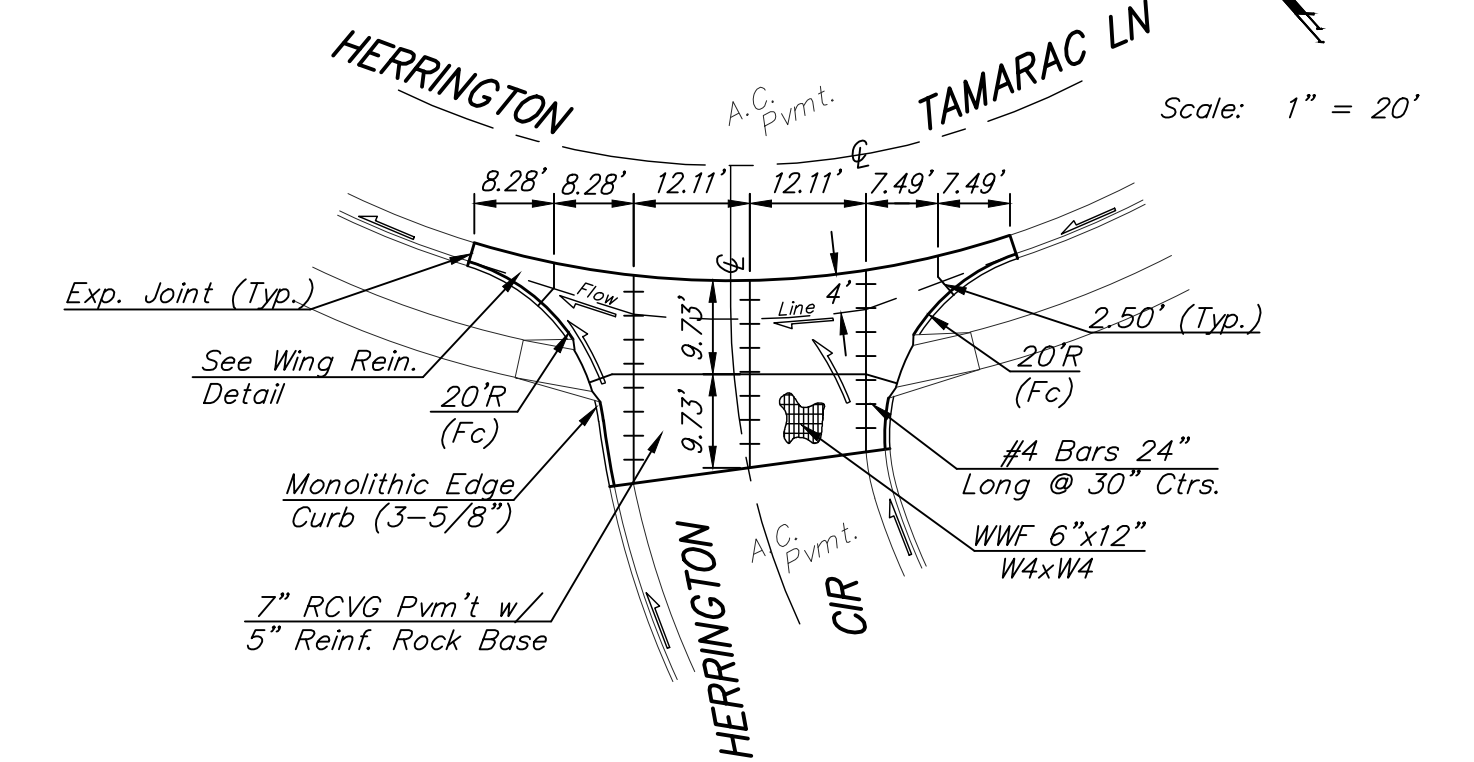 HERRINGTON
TAMARAC LN
A.C.
Pvmt.
Scale: 1" = 20'
℄
8.28' 8.28' 12.11' 12.11' 7.49' 7.49'
℄
Exp. Joint (Typ.)
Flow
Line
4'
9.73'
2.50' (Typ.)
See Wing Rein.
Detail
20'R
(Fc)
20'R
(Fc)
9.73'
#4 Bars 24"
Long @ 30" Ctrs.
Monolithic Edge
Curb (3-5/8")
WWF 6"x12"
W4xW4
A.C.
Pvmt.
7" RCVG Pvm't w/
5" Reinf. Rock Base
HERRINGTON
CIR